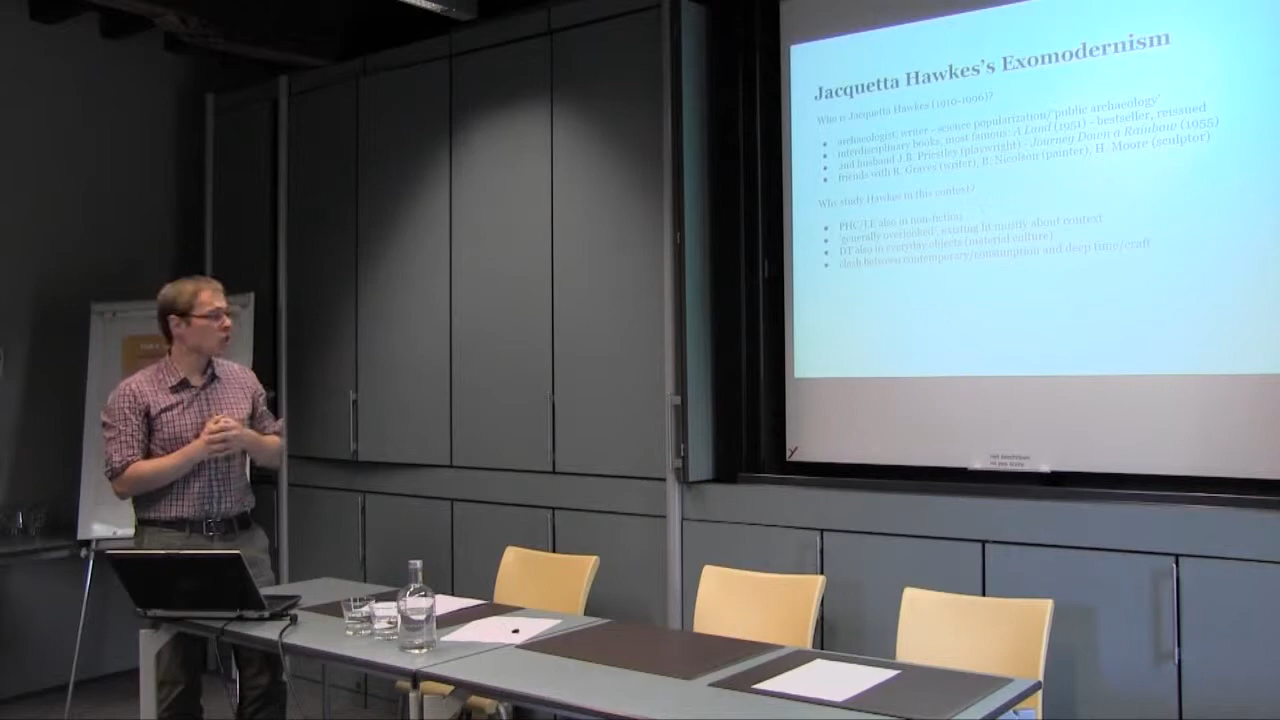 Jacquetta Hawkes's Exomodernism
Who is Jacquetta Hawkes (1910-1996)?
archaeologist; writer - science popularization/'public archaeology'
interdisciplinary books, most famous: A Land (1951) - bestseller, reissued
2nd husband J.B. Priestley (playwright) - Journey Down a Rainbow (1955)
friends with R. Graves (writer), B. Nicolson (painter), H. Moore (sculptor)
Why study Hawkes in this context?
PHC/LE also in non-fiction
'generally overlooked', existing lit mostly about context
DT also in everyday objects (material culture)
clash between contemporary/consumption and deep time/craft